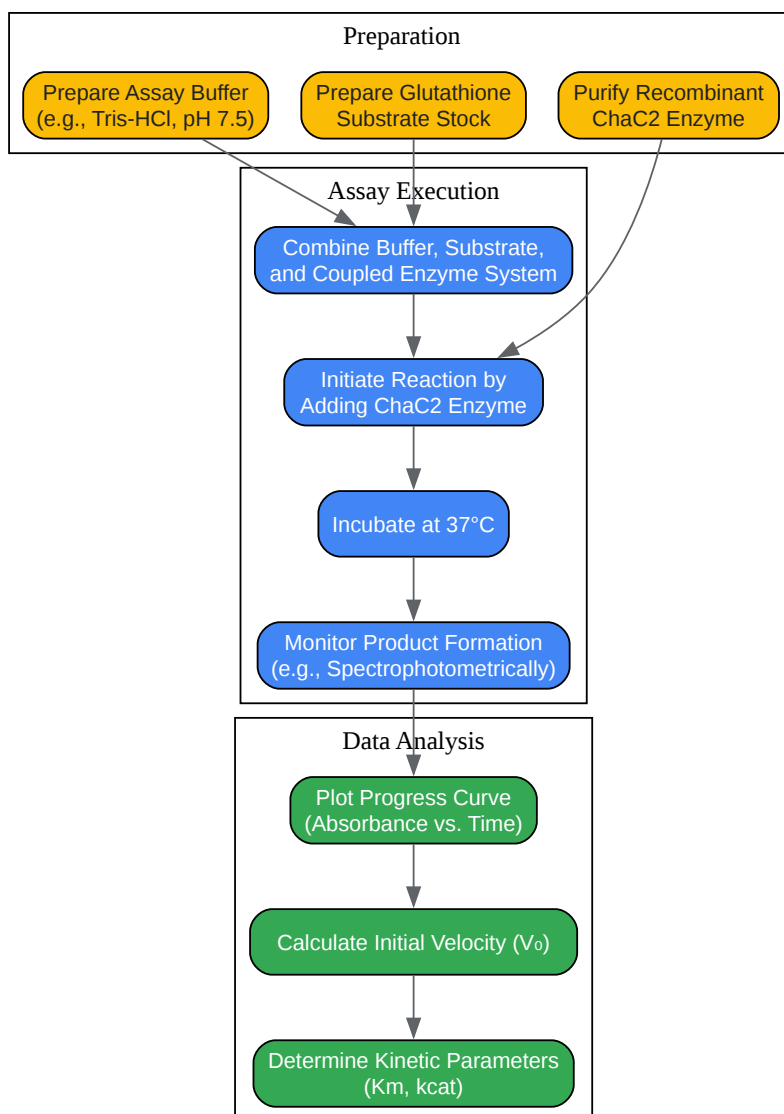 Preparation
Prepare Assay Buffer
(e.g., Tris-HCl, pH 7.5)
Prepare Glutathione
Substrate Stock
Purify Recombinant
ChaC2 Enzyme
Assay Execution
Combine Buffer, Substrate,
and Coupled Enzyme System
Initiate Reaction by
Adding ChaC2 Enzyme
Incubate at 37°C
Monitor Product Formation
(e.g., Spectrophotometrically)
Data Analysis
Plot Progress Curve
(Absorbance vs. Time)
Calculate Initial Velocity (V₀)
Determine Kinetic Parameters
(Km, kcat)